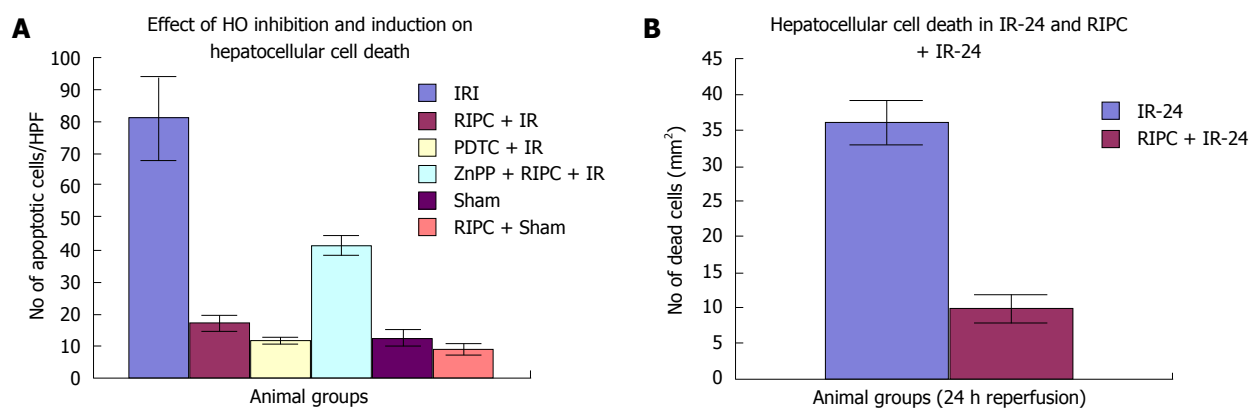 A
Effect of HO inhibition and induction on
hepatocellular cell death
No of apoptotic cells/HPF
100
90
80
70
60
50
40
30
20
10
0
IRI
RIPC + IR
PDTC + IR
ZnPP + RIPC + IR
Sham
RIPC + Sham
Animal groups
B
Hepatocellular cell death in IR-24 and RIPC
+ IR-24
No of dead cells (mm²)
45
40
35
30
25
20
15
10
5
0
IR-24
RIPC + IR-24
Animal groups (24 h reperfusion)